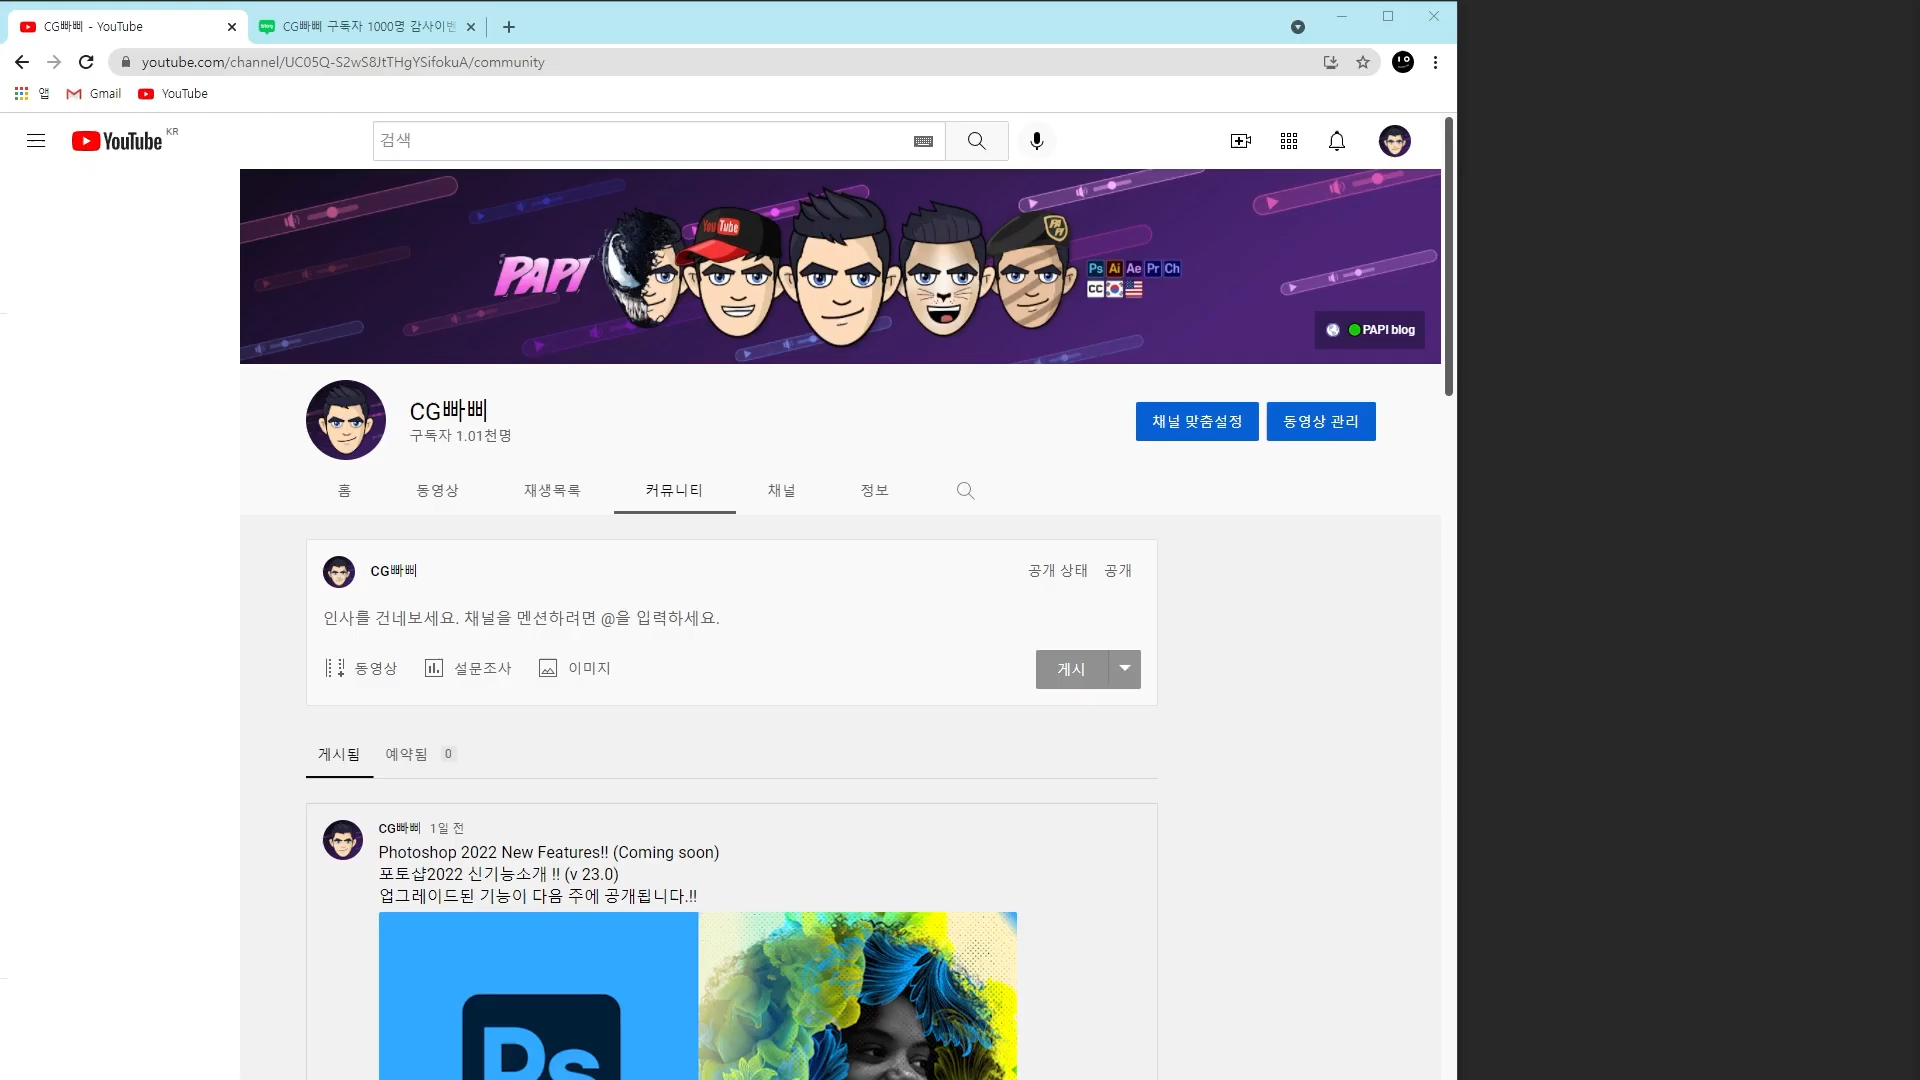 CG빠삐 - YouTube
CG빠삐 구독자 1000명 감사이벤
youtube.com/channel/UC05Q-S2wS8JtTHgYSifokuA/community
앱 Gmail YouTube
YouTube KR
검색
You Tube
PAPI
PA PI
Ps Ai Ae Pr Ch
CC
PAPI blog
CG빠삐
구독자 1.01천명
채널 맞춤설정 동영상 관리
홈 동영상 재생목록 커뮤니티 채널 정보
CG빠삐
공개 상태 공개
인사를 건네보세요. 채널을 멘션하려면 @을 입력하세요.
동영상 설문조사 이미지 게시
게시됨 예약됨 0
CG빠삐 1일 전
Photoshop 2022 New Features!! (Coming soon)
포토샵2022 신기능소개 !! (v 23.0)
업그레이드된 기능이 다음 주에 공개됩니다.!!
Ps